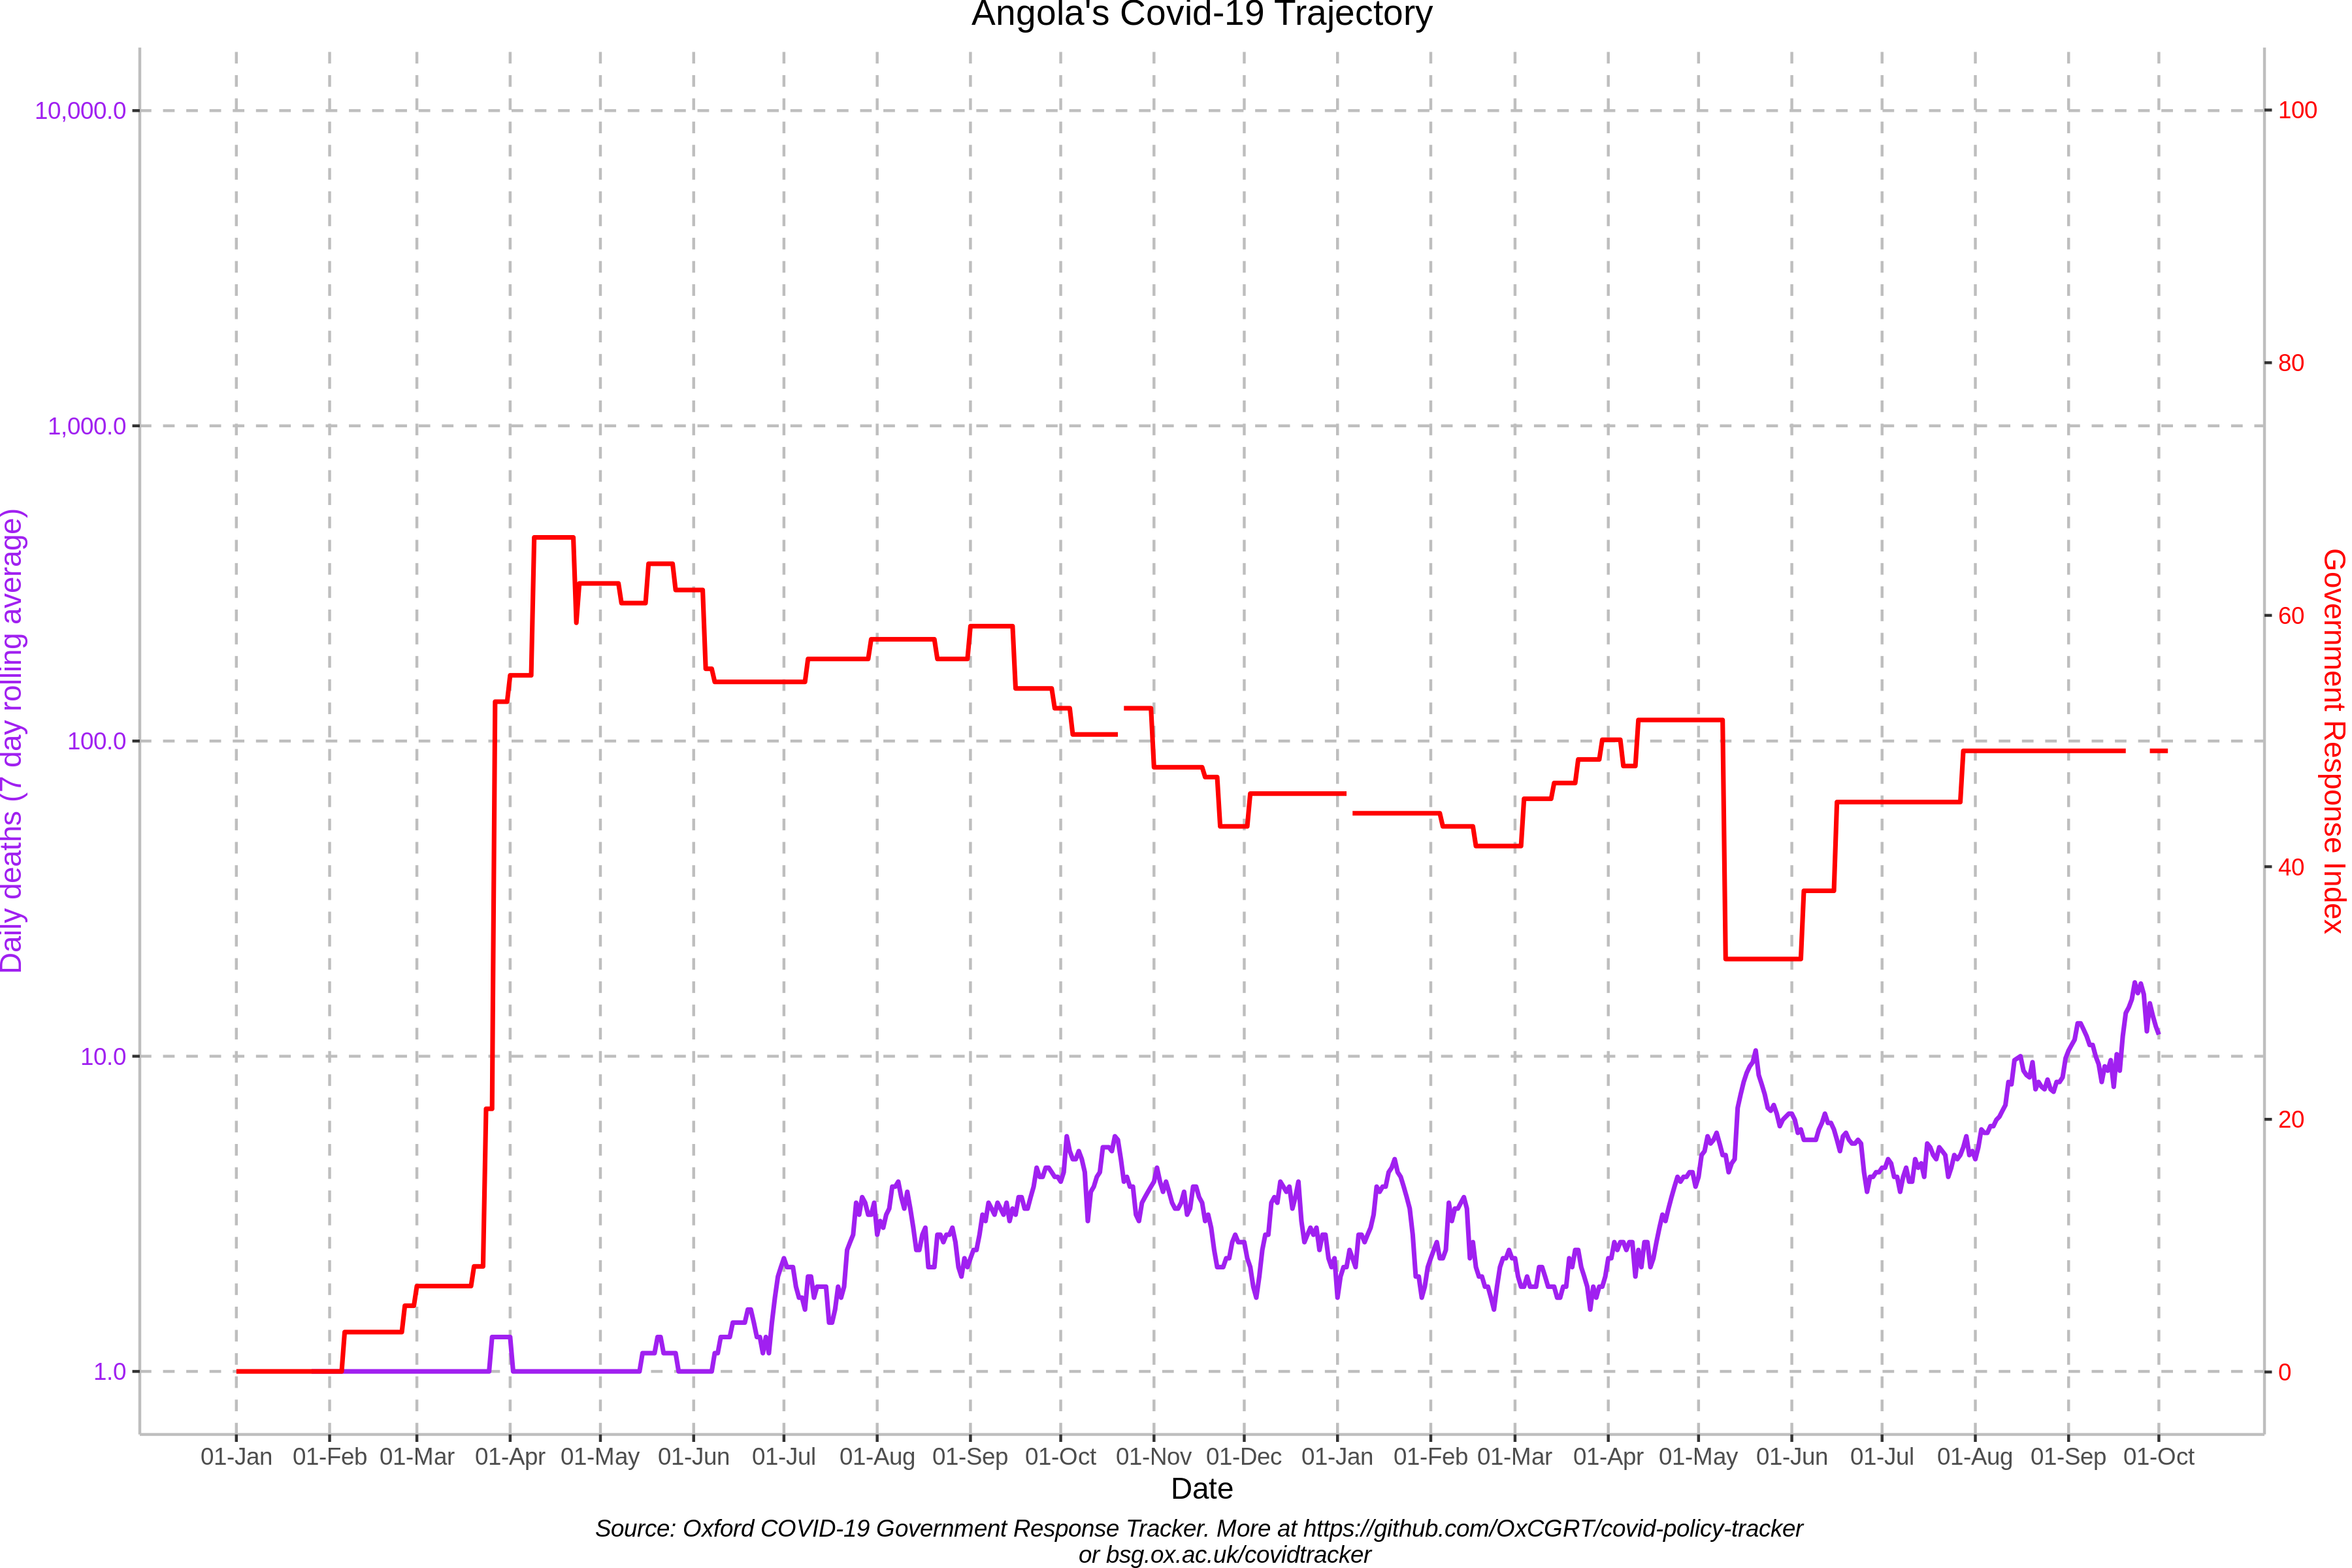 Angola's Covid-19 Trajectory
10,000.0
1,000.0
100.0
10.0
1.0
Daily deaths (7 day rolling average)
100
80
60
40
20
0
Government Response Index
01-Jan 01-Feb 01-Mar 01-Apr 01-May 01-Jun 01-Jul 01-Aug 01-Sep 01-Oct 01-Nov 01-Dec 01-Jan 01-Feb 01-Mar 01-Apr 01-May 01-Jun 01-Jul 01-Aug 01-Sep 01-Oct
Date
Source: Oxford COVID-19 Government Response Tracker. More at https://github.com/OxCGRT/covid-policy-tracker
or bsg.ox.ac.uk/covidtracker